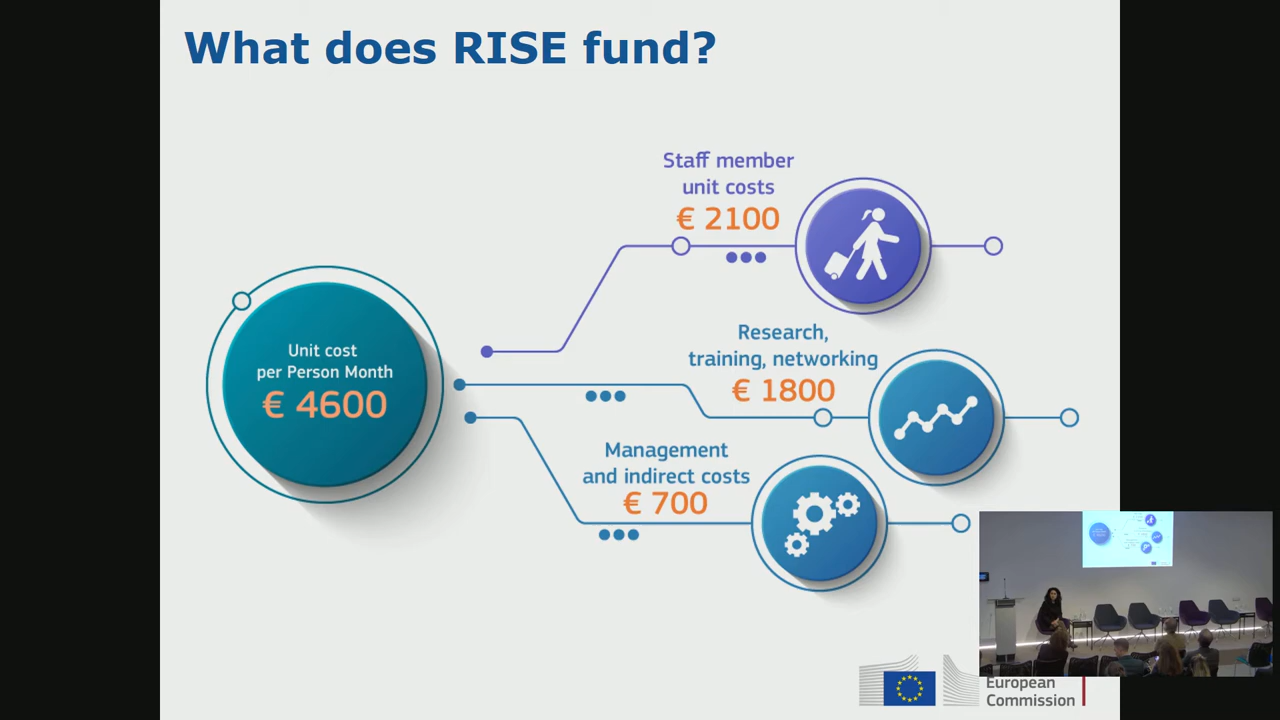 What does RISE fund?
Staff member
unit costs
€ 2100
Unit cost
per Person Month
€ 4600
Research,
training, networking
€ 1800
Management
and indirect costs
€ 700
European
Commission